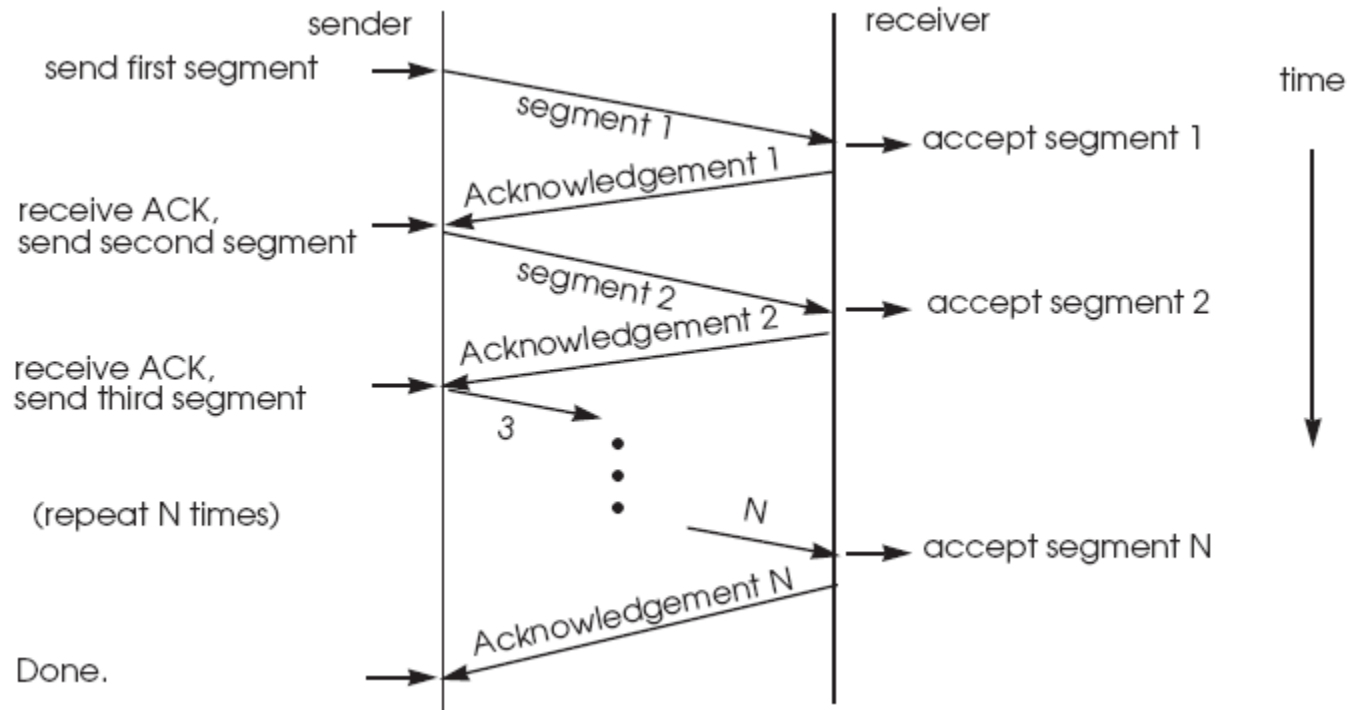 sender
receiver
send first segment
time
segment 1
accept segment 1
Acknowledgement 1
receive ACK,
send second segment
segment 2
accept segment 2
Acknowledgement 2
receive ACK,
send third segment
3
(repeat N times)
N
accept segment N
Acknowledgement N
Done.